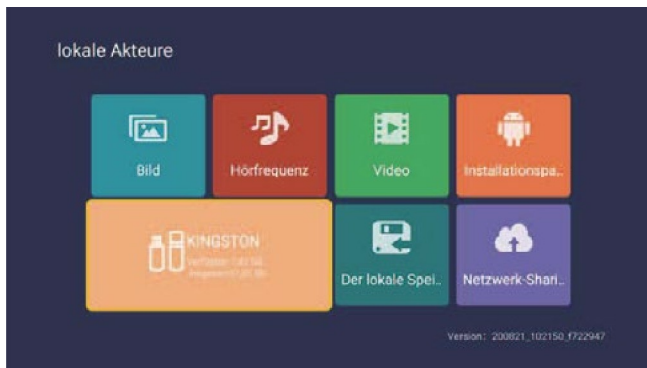 lokale Akteure
Bild
Hörfrequenz
Video
Installationspa..
KINGSTON
Der lokale Spei..
Netzwerk-Shari..
Version: 200821_102150_f722947